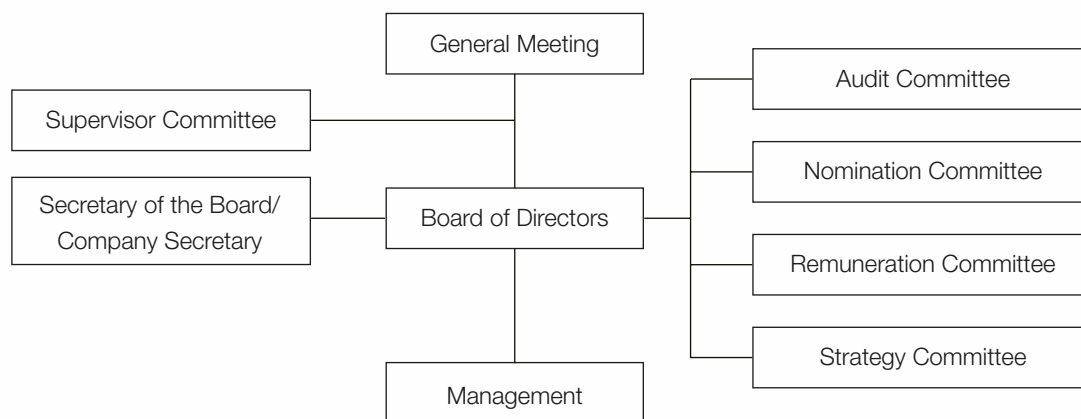 General Meeting
Audit Committee
Supervisor Committee
Nomination Committee
Secretary of the Board/
Company Secretary
Board of Directors
Remuneration Committee
Strategy Committee
Management